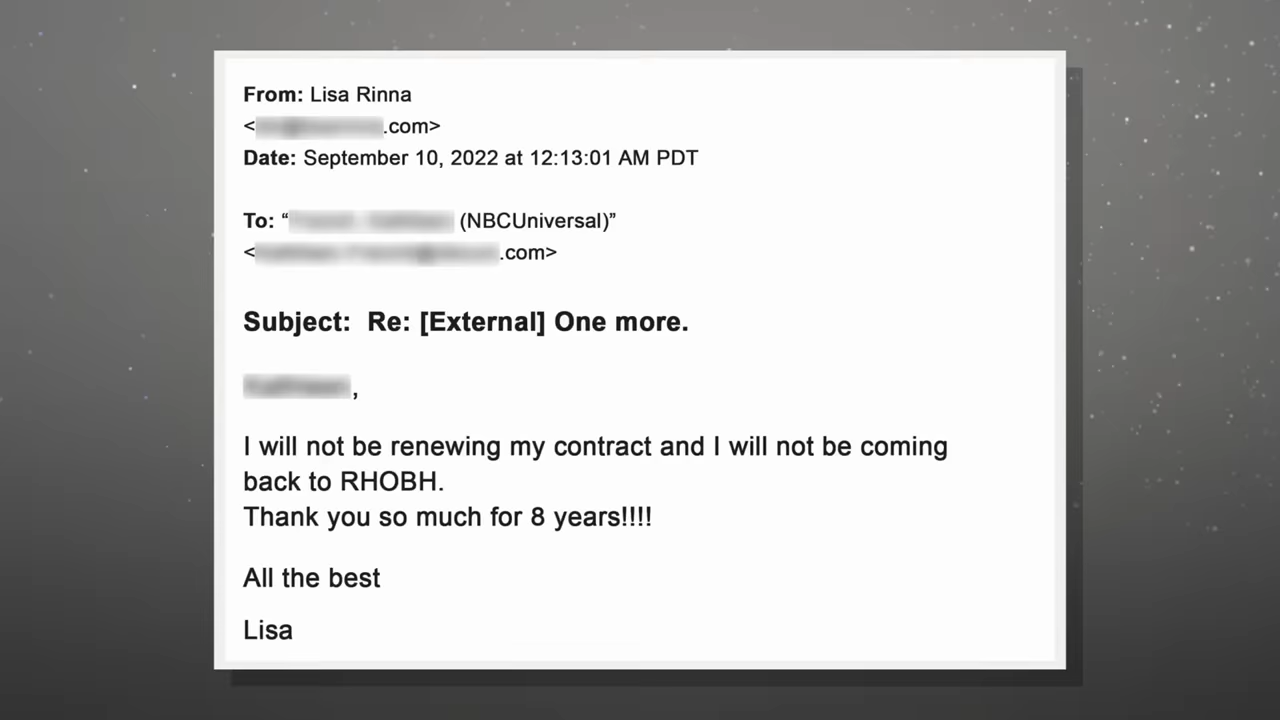 From: Lisa Rinna
< .com>
Date: September 10, 2022 at 12:13:01 AM PDT
To: “ (NBCUniversal)”
< .com>
Subject: Re: [External] One more.
,
I will not be renewing my contract and I will not be coming
back to RHOBH.
Thank you so much for 8 years!!!!
All the best
Lisa